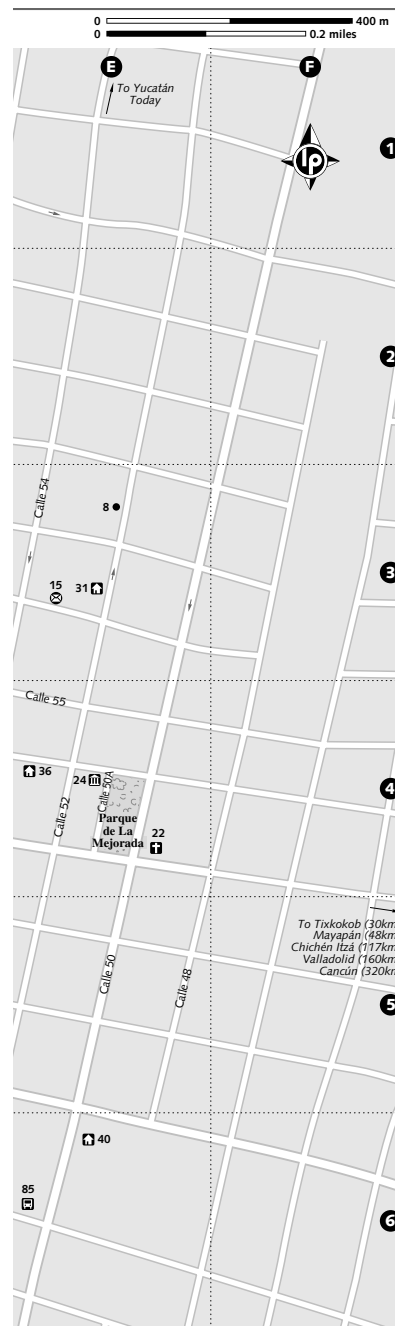 0 400 m
0 0.2 miles
E
F
To Yucatán
Today
lp
1
2
Calle 54
8
3
15
31
Calle 55
36
24
Calle 50A
4
Calle 52
Parque
de La
Mejorada
22
To Tixkokob (30km
Mayapán (48km
Chichén Itzá (117km
Valladolid (160km
Cancún (320km
Calle 50
Calle 48
5
40
85
6